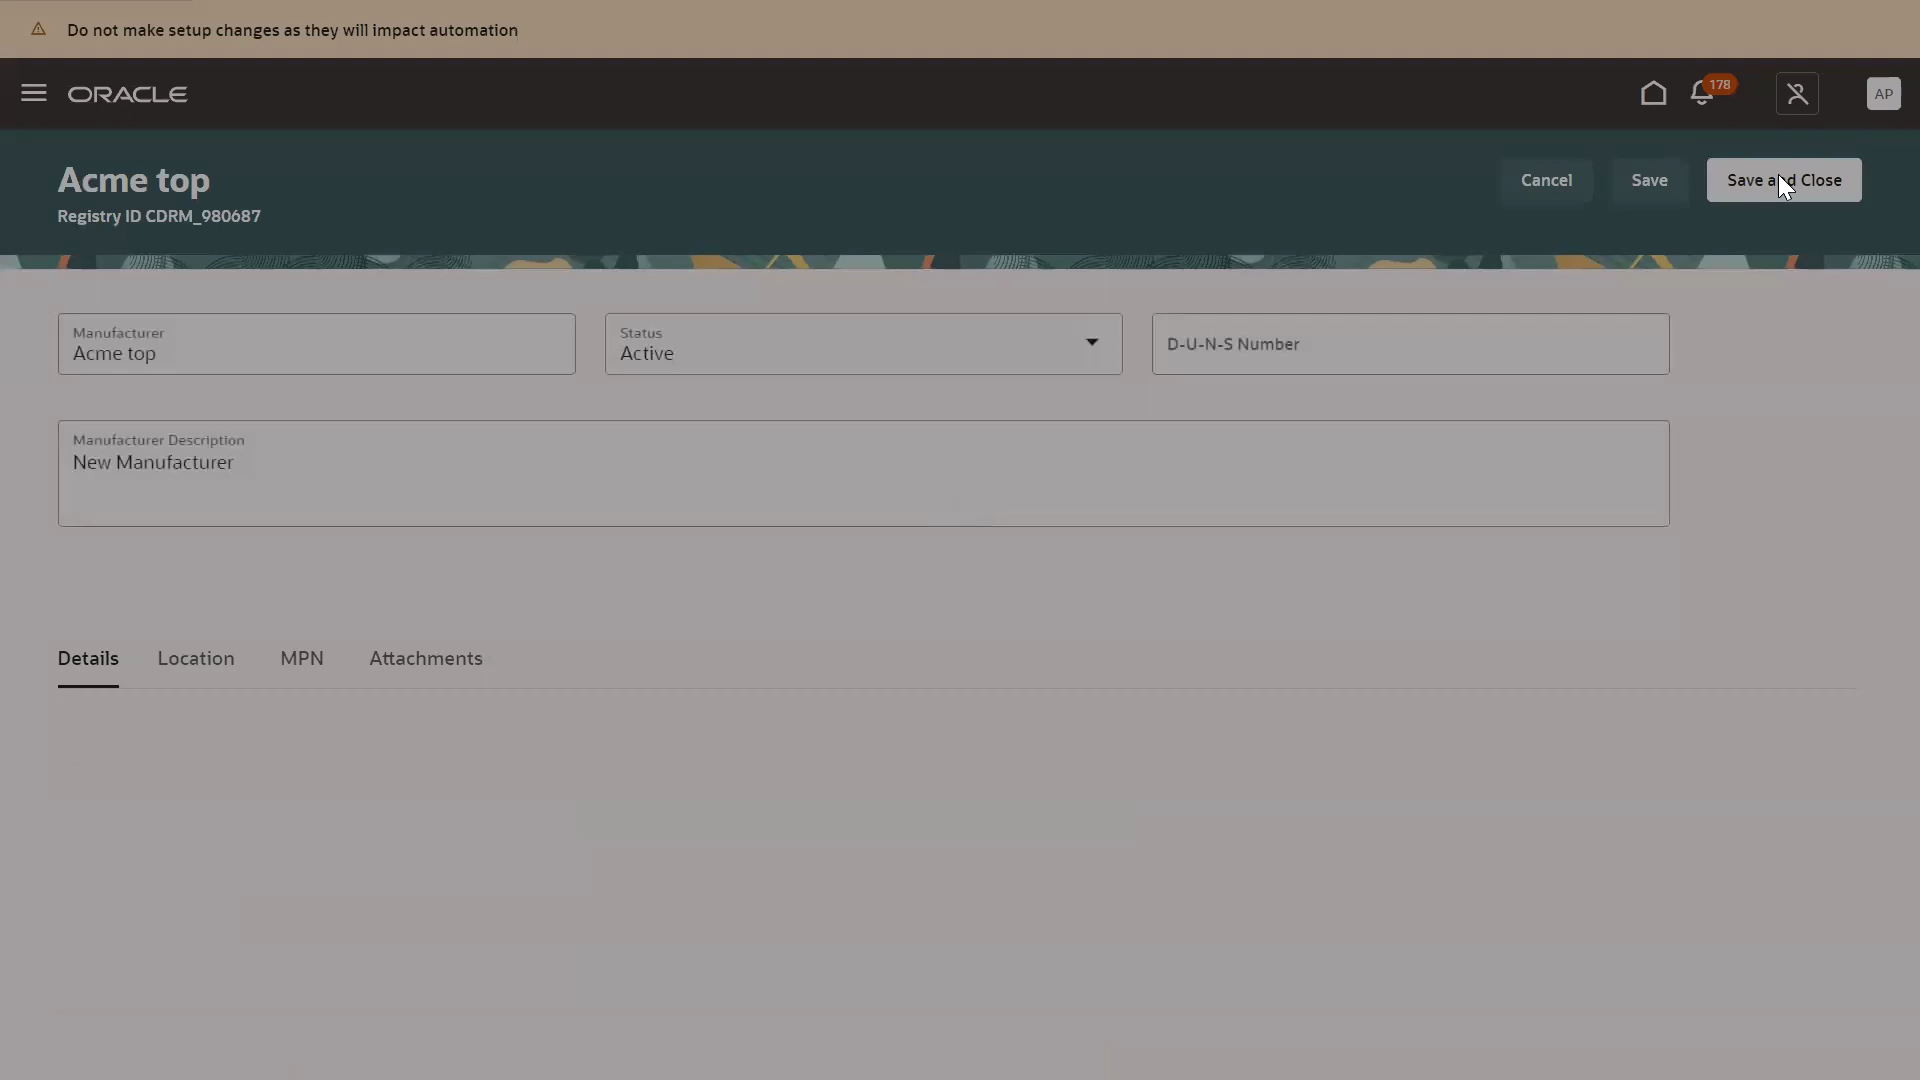 Do not make setup changes as they will impact automation
ORACLE
178
AP
Acme top
Registry ID CDRM_980687
Cancel
Save
Save and Close
Manufacturer
Acme top
Status
Active
D-U-N-S Number
Manufacturer Description
New Manufacturer
Details
Location
MPN
Attachments